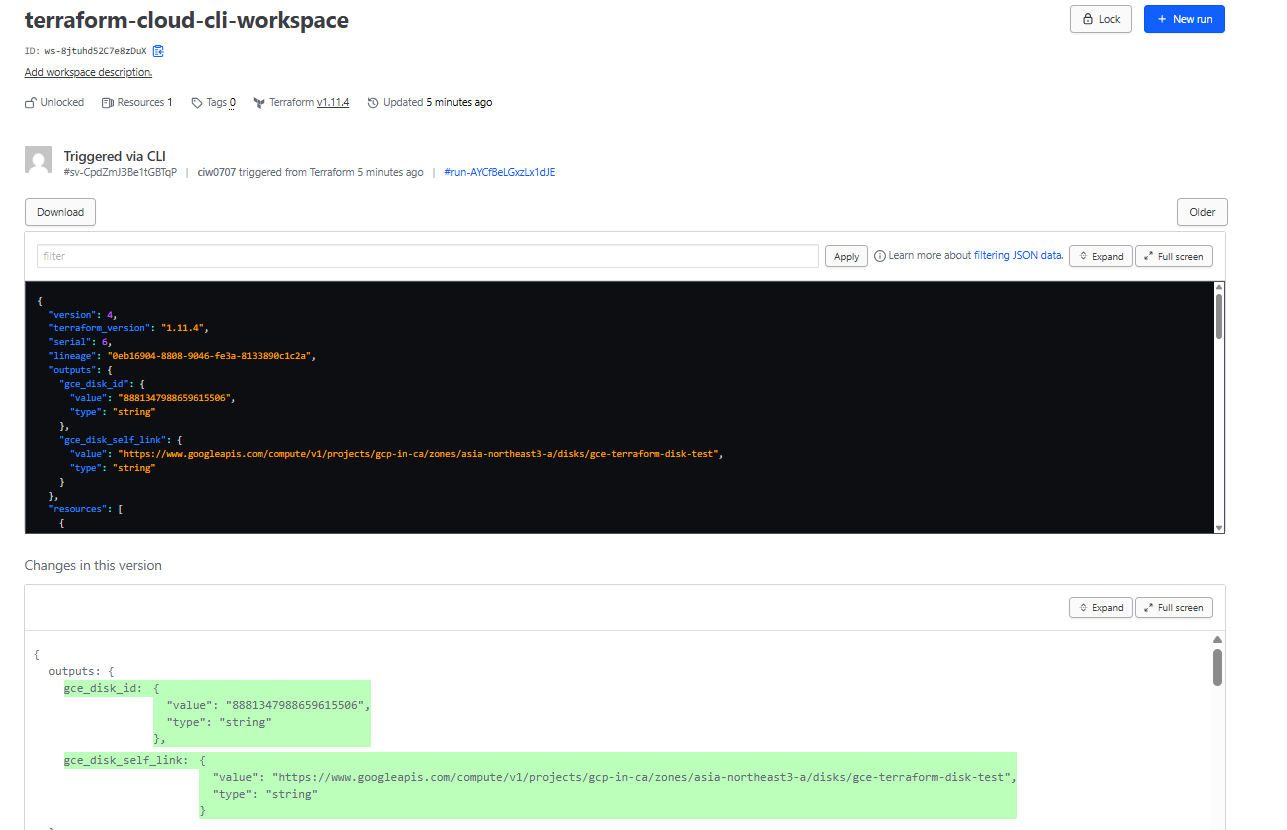 terraform-cloud-cli-workspace
Lock
New run
ID: ws-8jtuhd52C7e8zDuX
Add workspace description.
Unlocked Resources 1 Tags 0 Terraform v1.11.4 Updated 5 minutes ago
Triggered via CLI
#sv-CpdZmJ3Be1tGBTqP | ciw0707 triggered from Terraform 5 minutes ago | #run-AYCfBeLGxzLx1dJE
Download
Older
filter
Apply
Learn more about filtering JSON data.
Expand
Full screen
{
"version": 4,
"terraform_version": "1.11.4",
"serial": 6,
"lineage": "0eb16904-8808-9046-fe3a-8133890c1c2a",
"outputs": {
"gce_disk_id": {
"value": "8881347988659615506",
"type": "string"
},
"gce_disk_self_link": {
"value": "https://www.googleapis.com/compute/v1/projects/gcp-in-ca/zones/asia-northeast3-a/disks/gce-terraform-disk-test",
"type": "string"
}
},
"resources": [
{
Changes in this version
Expand
Full screen
{
outputs: {
gce_disk_id: {
"value": "8881347988659615506",
"type": "string"
},
gce_disk_self_link: {
"value": "https://www.googleapis.com/compute/v1/projects/gcp-in-ca/zones/asia-northeast3-a/disks/gce-terraform-disk-test",
"type": "string"
}